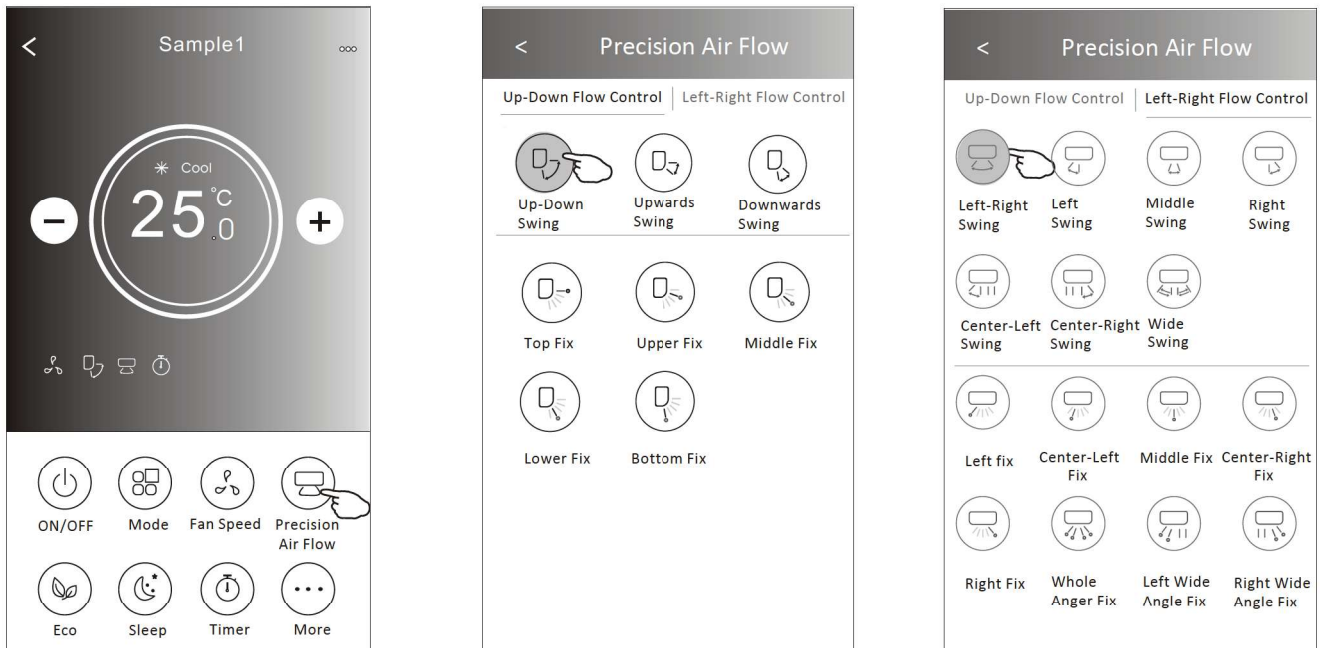 < Sample1 ooo
Cool
25.0 °C
− +
ON/OFF Mode Fan Speed Precision Air Flow
Eco Sleep Timer More
< Precision Air Flow
Up-Down Flow Control | Left-Right Flow Control
Up-Down Swing Upwards Swing Downwards Swing
Top Fix Upper Fix Middle Fix
Lower Fix Bottom Fix
< Precision Air Flow
Up-Down Flow Control | Left-Right Flow Control
Left-Right Swing Left Swing MIddle Swing Right Swing
Center-Left Swing Center-Right Swing Wide Swing
Left fix Center-Left Fix Middle Fix Center-Right Fix
Right Fix Whole Anger Fix Left Wide Angle Fix Right Wide Angle Fix